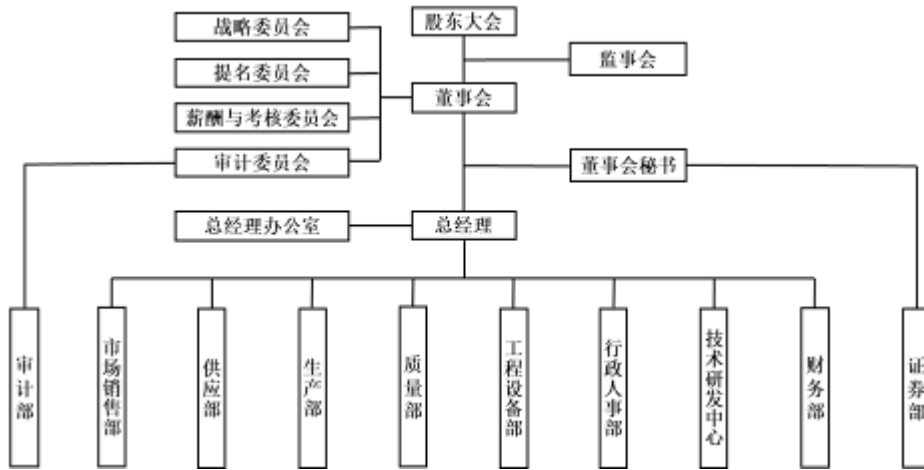 战略委员会
股东大会
提名委员会
监事会
董事会
薪酬与考核委员会
审计委员会
董事会秘书
总经理办公室
总经理
审计部
市场销售部
供应部
生产部
质量部
工程设备部
行政人事部
技术研发中心
财务部
证券部